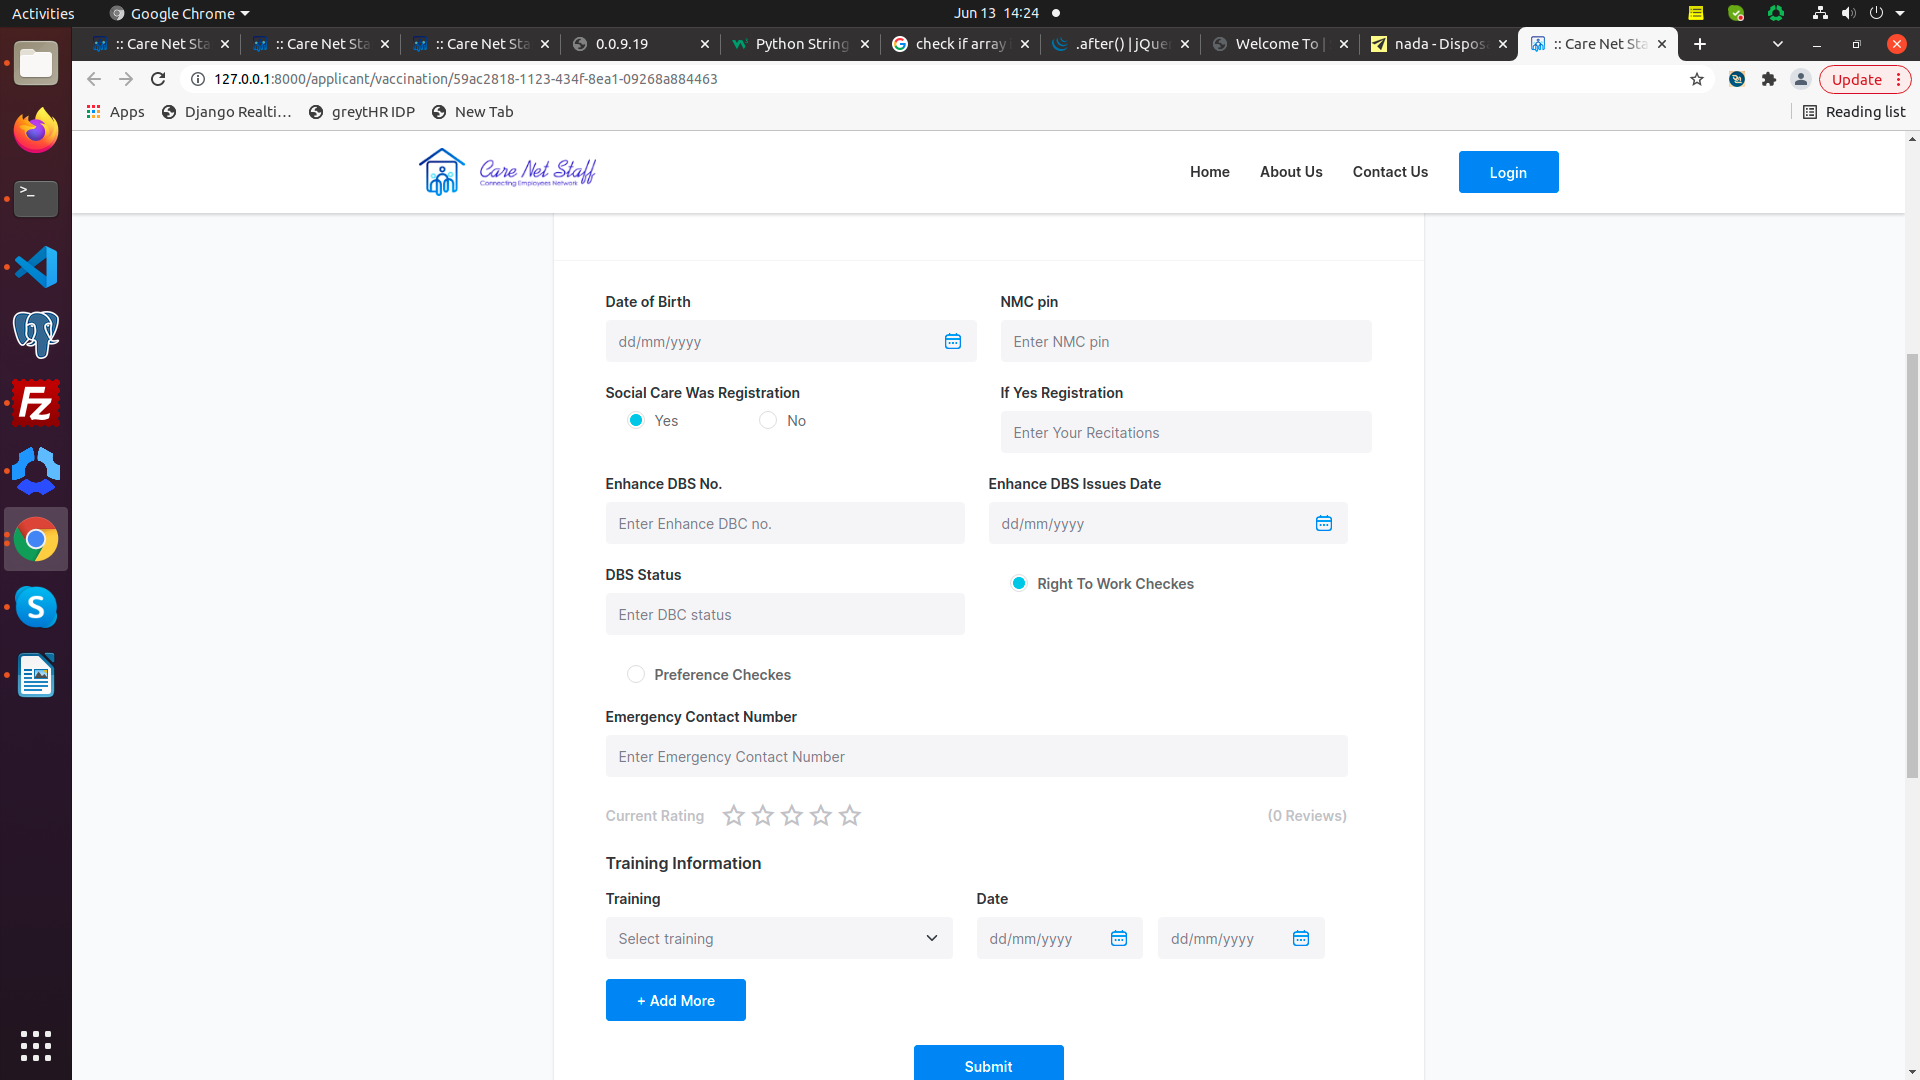 Activities
Google Chrome
Jun 13 14:24
:: Care Net Sta
:: Care Net Sta
:: Care Net Sta
0.0.9.19
Python String
check if array
.after() | jQue
Welcome To |
nada - Dispos
:: Care Net Sta
127.0.0.1:8000/applicant/vaccination/59ac2818-1123-434f-8ea1-09268a884463
Update
Apps
Django Realti...
greytHR IDP
New Tab
Reading list
Care Net Staff
Connecting Employees Network
Home
About Us
Contact Us
Login
Date of Birth
NMC pin
dd/mm/yyyy
Enter NMC pin
Social Care Was Registration
If Yes Registration
Yes
No
Enter Your Recitations
Enhance DBS No.
Enhance DBS Issues Date
Enter Enhance DBC no.
dd/mm/yyyy
DBS Status
Right To Work Checkes
Enter DBC status
Preference Checkes
Emergency Contact Number
Enter Emergency Contact Number
Current Rating
(0 Reviews)
Training Information
Training
Date
Select training
dd/mm/yyyy
dd/mm/yyyy
+ Add More
Submit